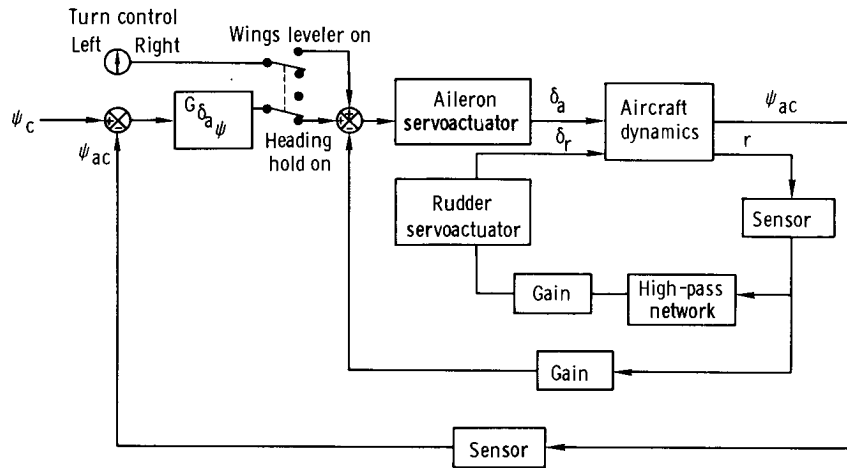 Turn control
Left Right
Wings leveler on
ψc
+
−
ψac
G δa ψ
Heading
hold on
+
+
−
Aileron
servoactuator
δa
δr
Aircraft
dynamics
ψac
r
Rudder
servoactuator
Sensor
Gain
High-pass
network
Gain
Sensor